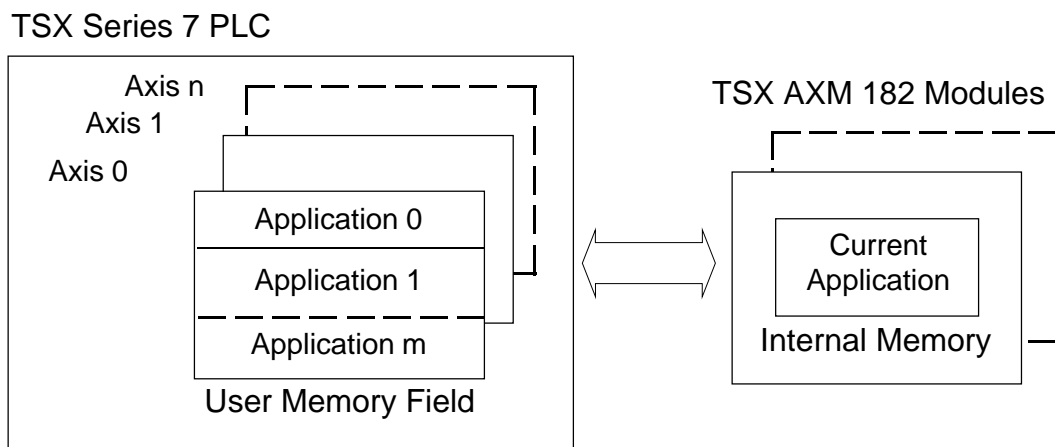 TSX Series 7 PLC
Axis n
Axis 1
Axis 0
Application 0
Application 1
Application m
User Memory Field
TSX AXM 182 Modules
Current
Application
Internal Memory